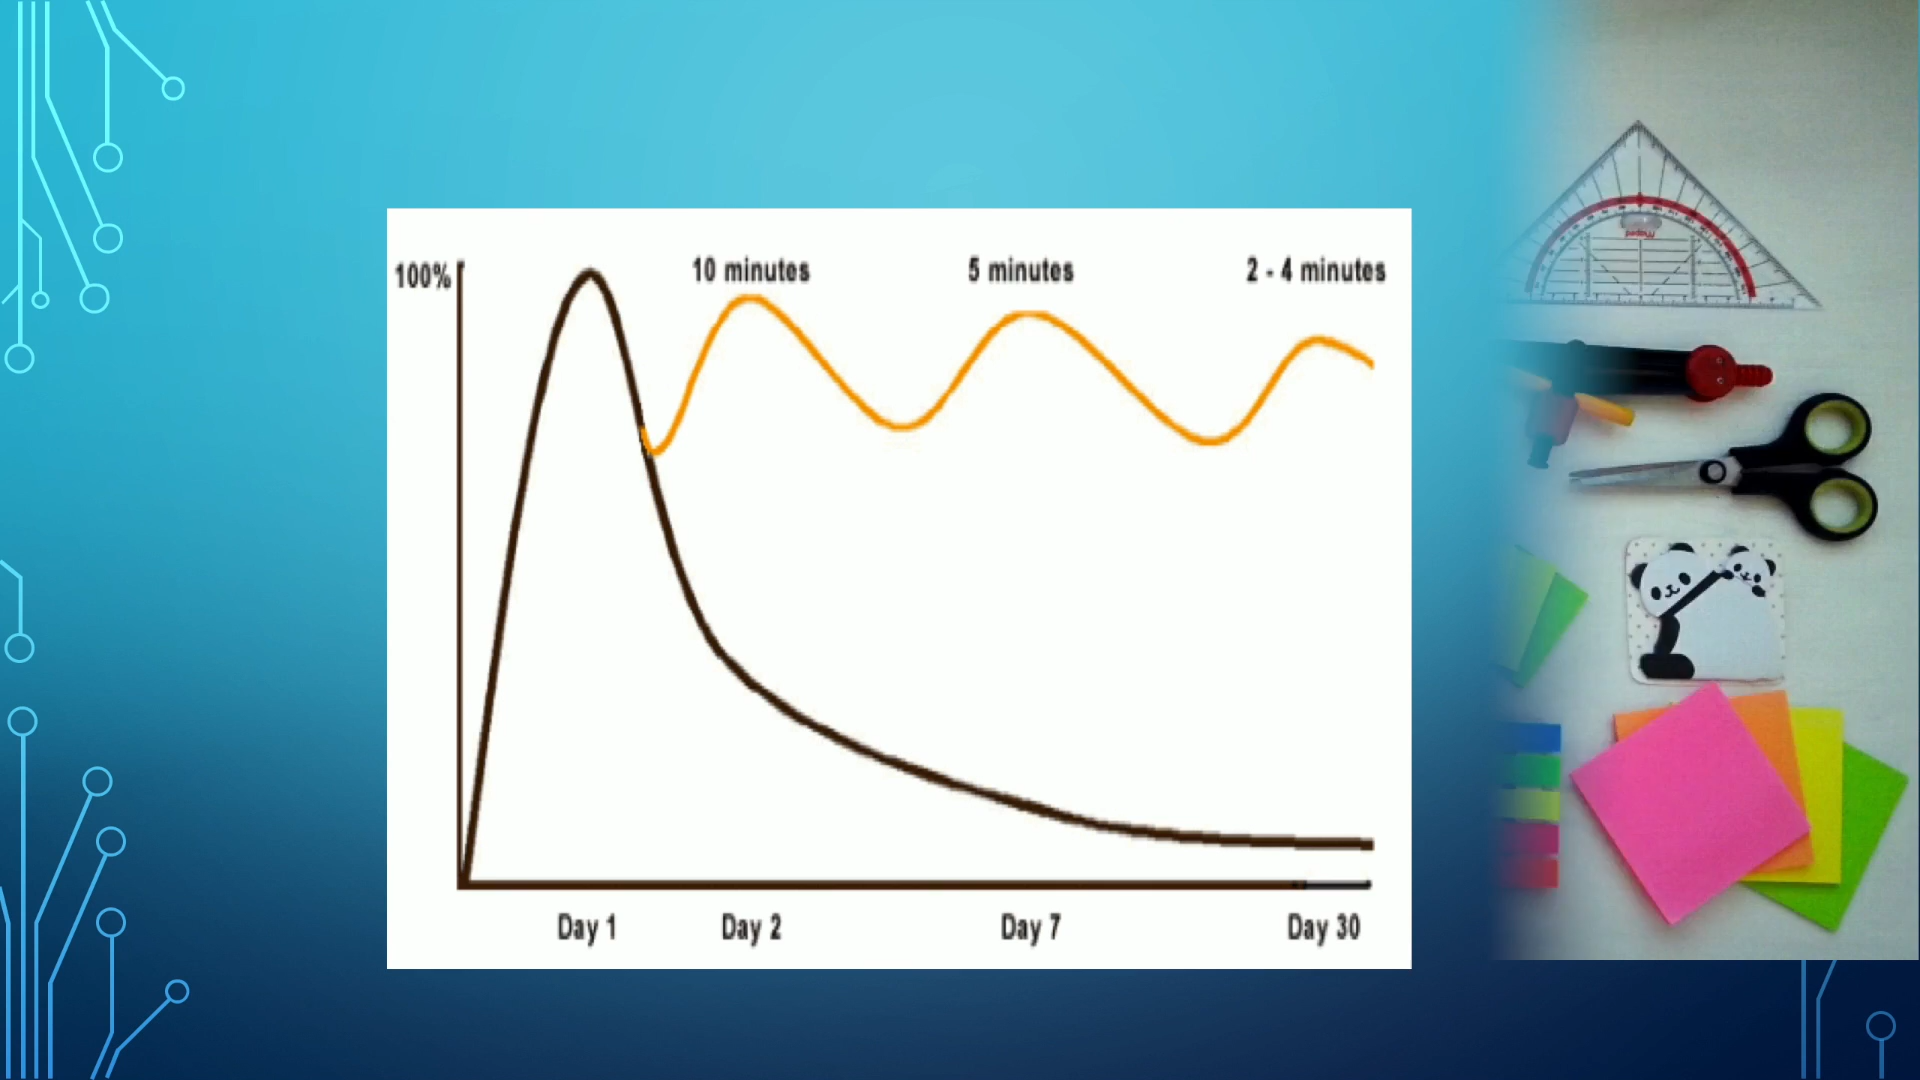 100%
10 minutes
5 minutes
2 - 4 minutes
Day 1
Day 2
Day 7
Day 30